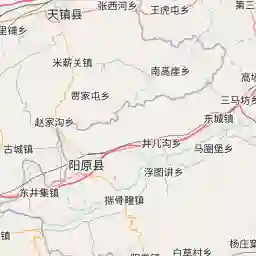 天镇县
张西河乡
王虎屯乡
第三
里铺乡
米薪关镇
南高崖乡
贾家屯乡
高墙
三马坊乡
赵家沟乡
东城镇
古城镇
井儿沟乡
马圈堡乡
阳原县
浮图讲乡
东井集镇
揣骨疃镇
镇
杨庄窠
白草村乡